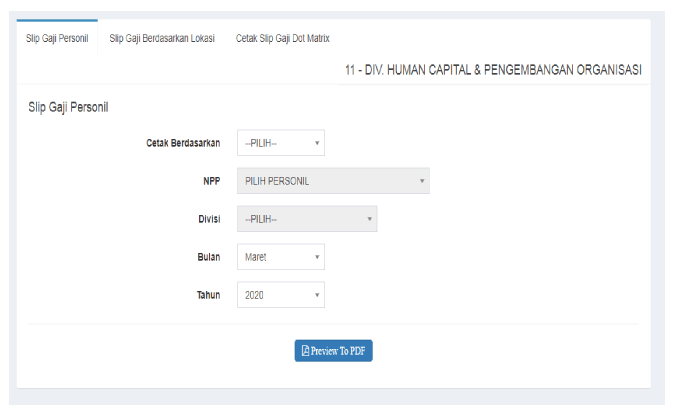 Slip Gaji Personil Slip Gaji Berdasarkan Lokasi Cetak Slip Gaji Dot Matrix
11 - DIV. HUMAN CAPITAL & PENGEMBANGAN ORGANISASI
Slip Gaji Personil
Cetak Berdasarkan --PILIH--
NPP PILIH PERSONIL
Divisi --PILIH--
Bulan Maret
Tahun 2020
Preview To PDF